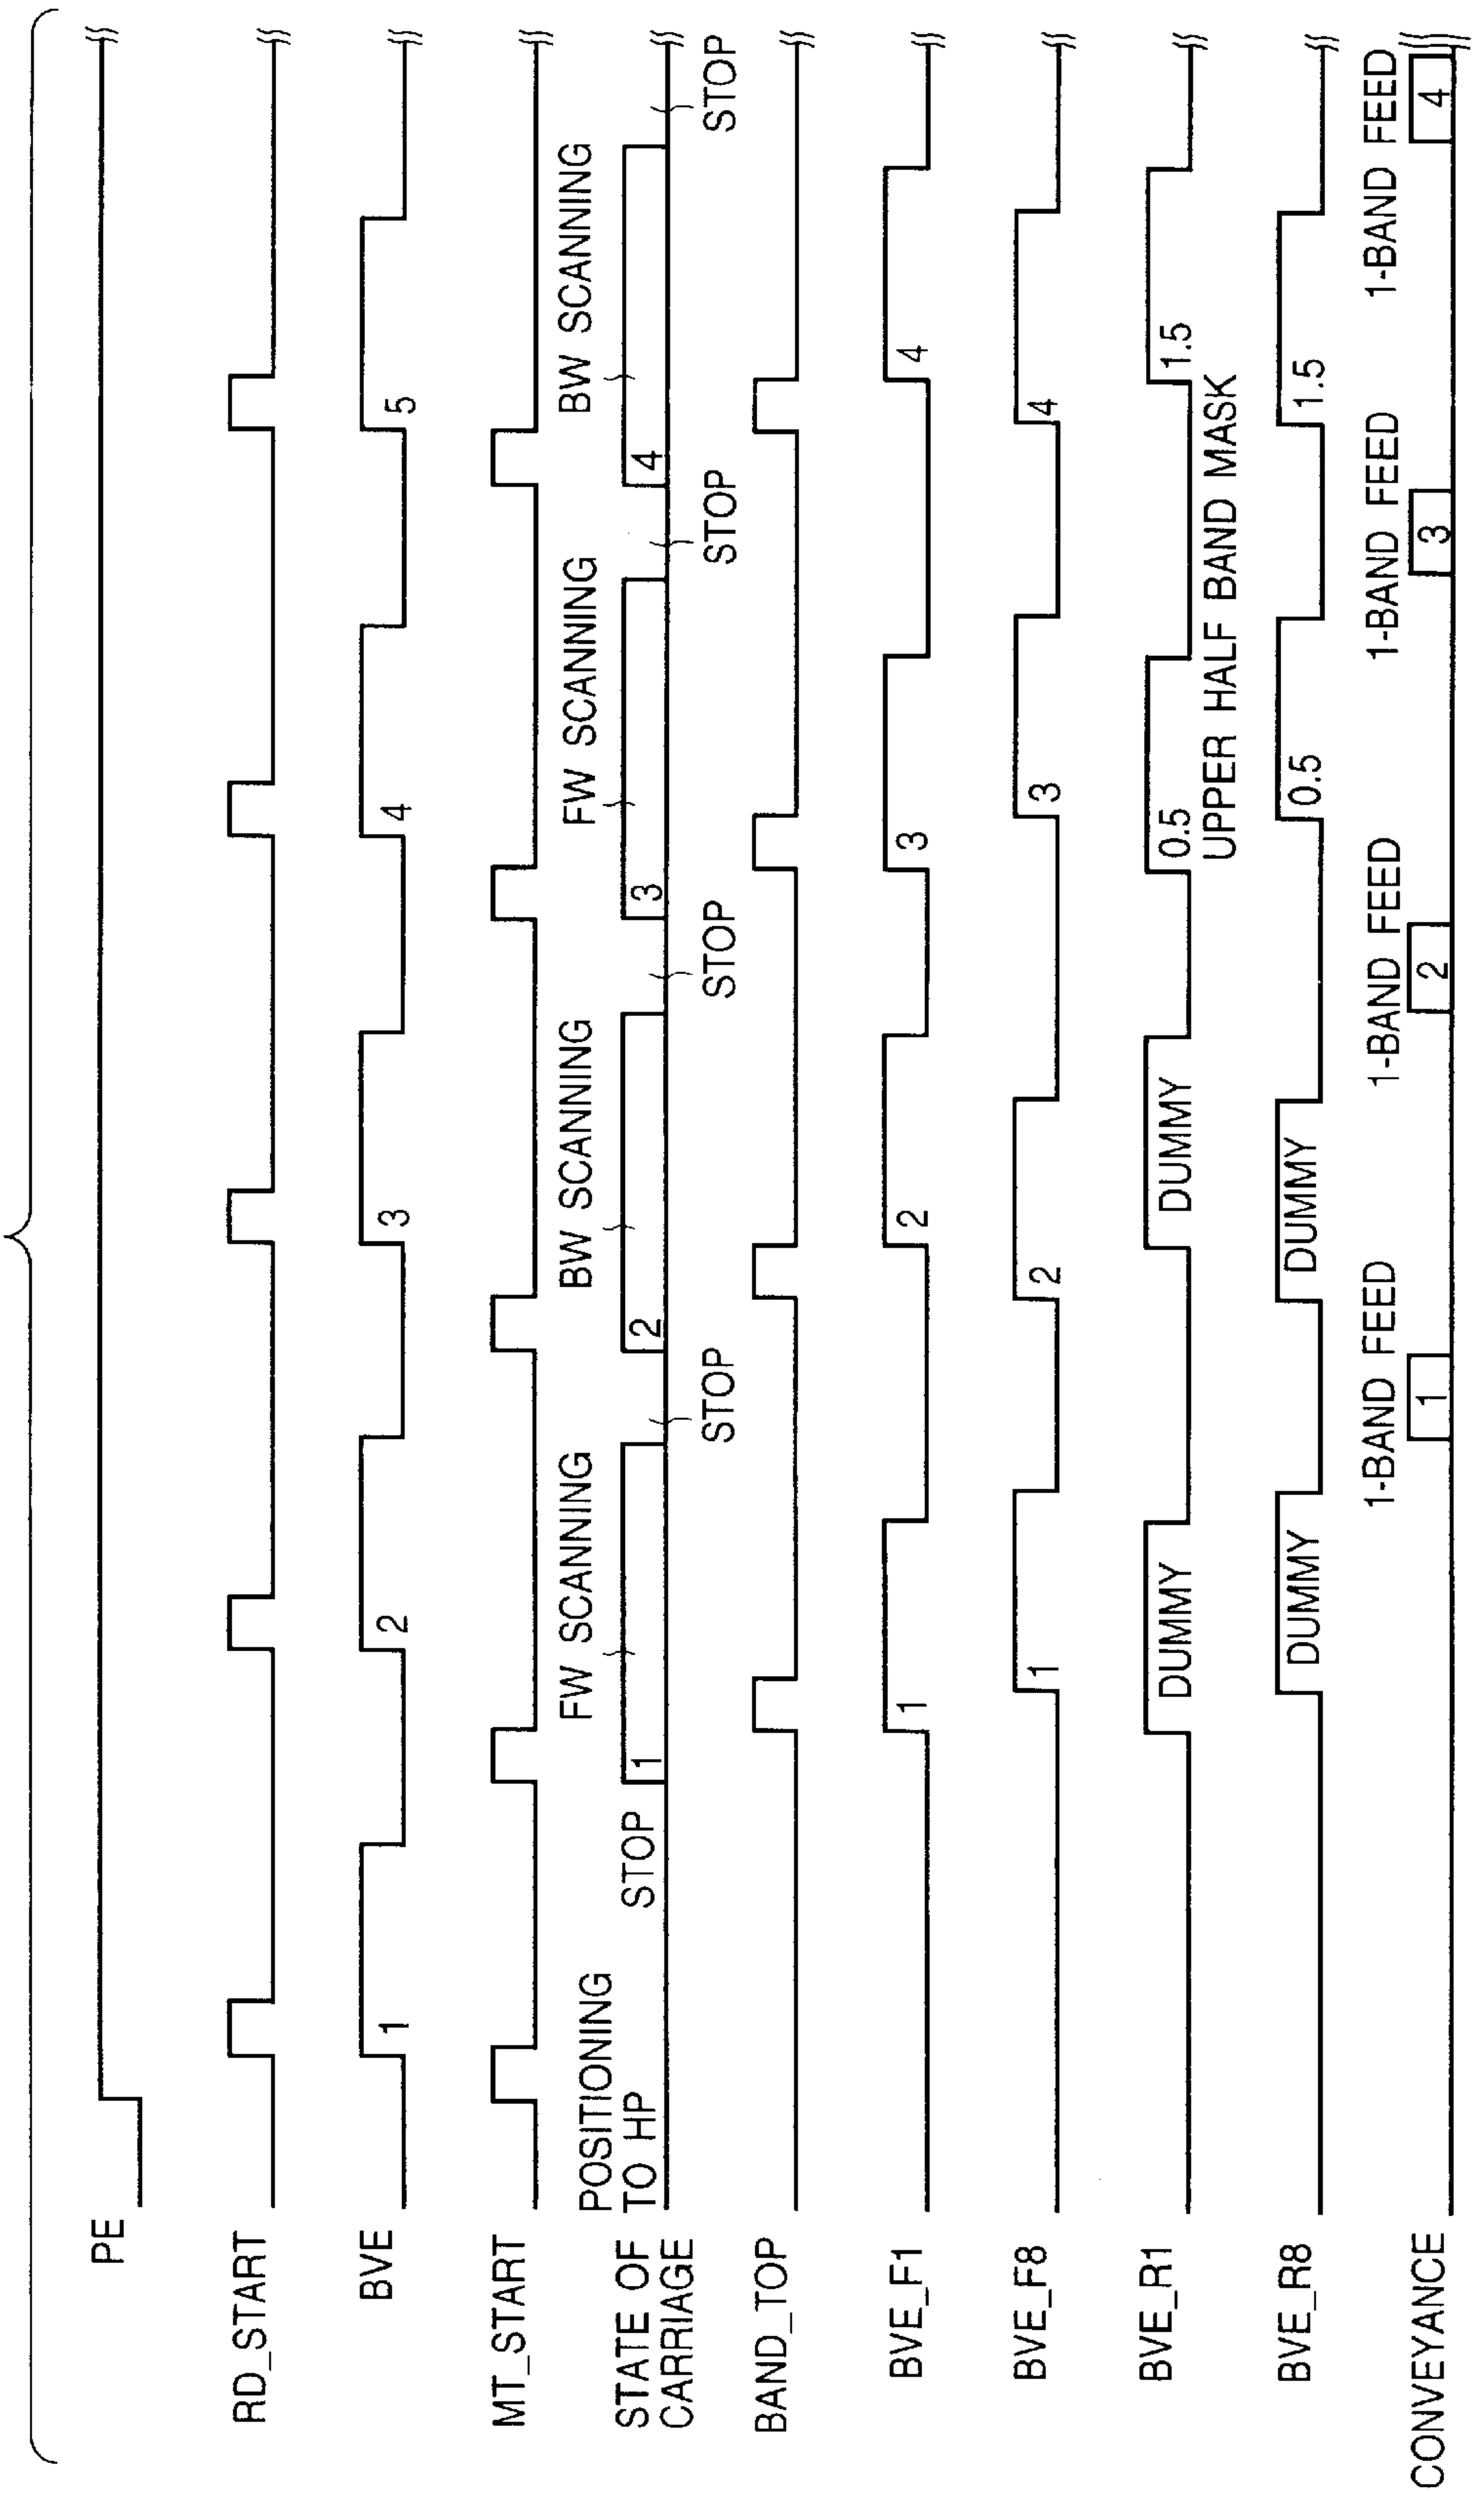 PE
RD_START
BVE
1
2
3
4
5
MT_START
STATE OF
CARRIAGE
POSITIONING
TO HP
STOP
1
FW SCANNING
STOP
2
BW SCANNING
STOP
3
FW SCANNING
STOP
4
BW SCANNING
STOP
BAND_TOP
BVE_F1
1
2
3
4
BVE_F8
1
2
3
4
BVE_R1
DUMMY
DUMMY
0.5
1.5
UPPER HALF BAND MASK
BVE_R8
DUMMY
DUMMY
0.5
1.5
CONVEYANCE
1-BAND FEED
1
1-BAND FEED
2
1-BAND FEED
3
1-BAND FEED
4